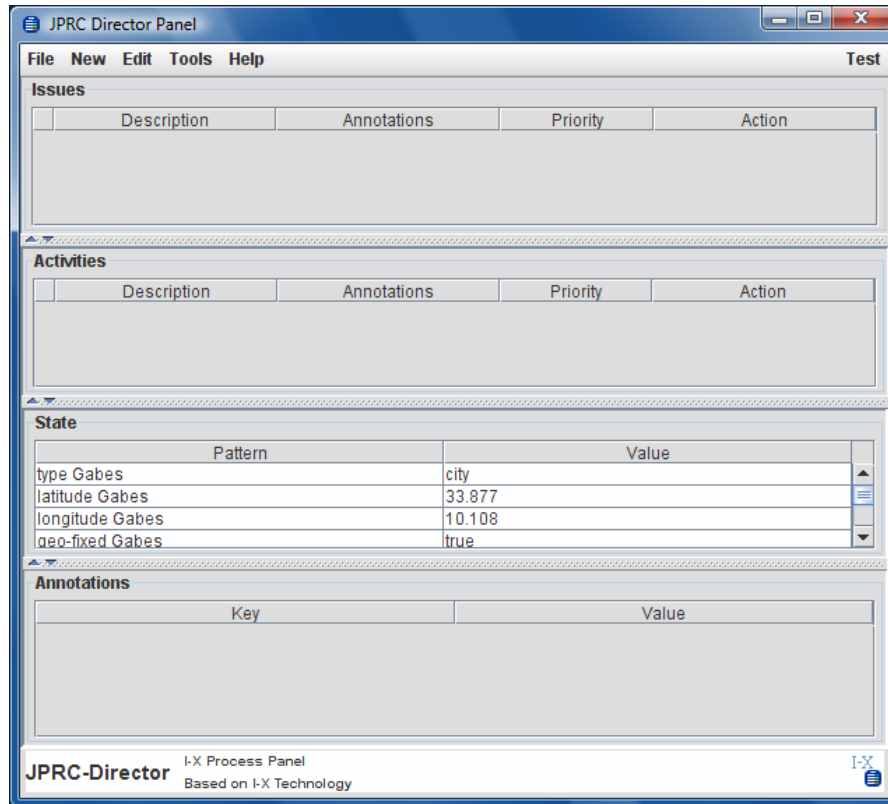 JPRC Director Panel
File New Edit Tools Help Test
Issues
Description Annotations Priority Action
Activities
Description Annotations Priority Action
State
Pattern Value
type Gabes city
latitude Gabes 33.877
longitude Gabes 10.108
geo-fixed Gabes true
Annotations
Key Value
JPRC-Director
I-X Process Panel
Based on I-X Technology
I-X